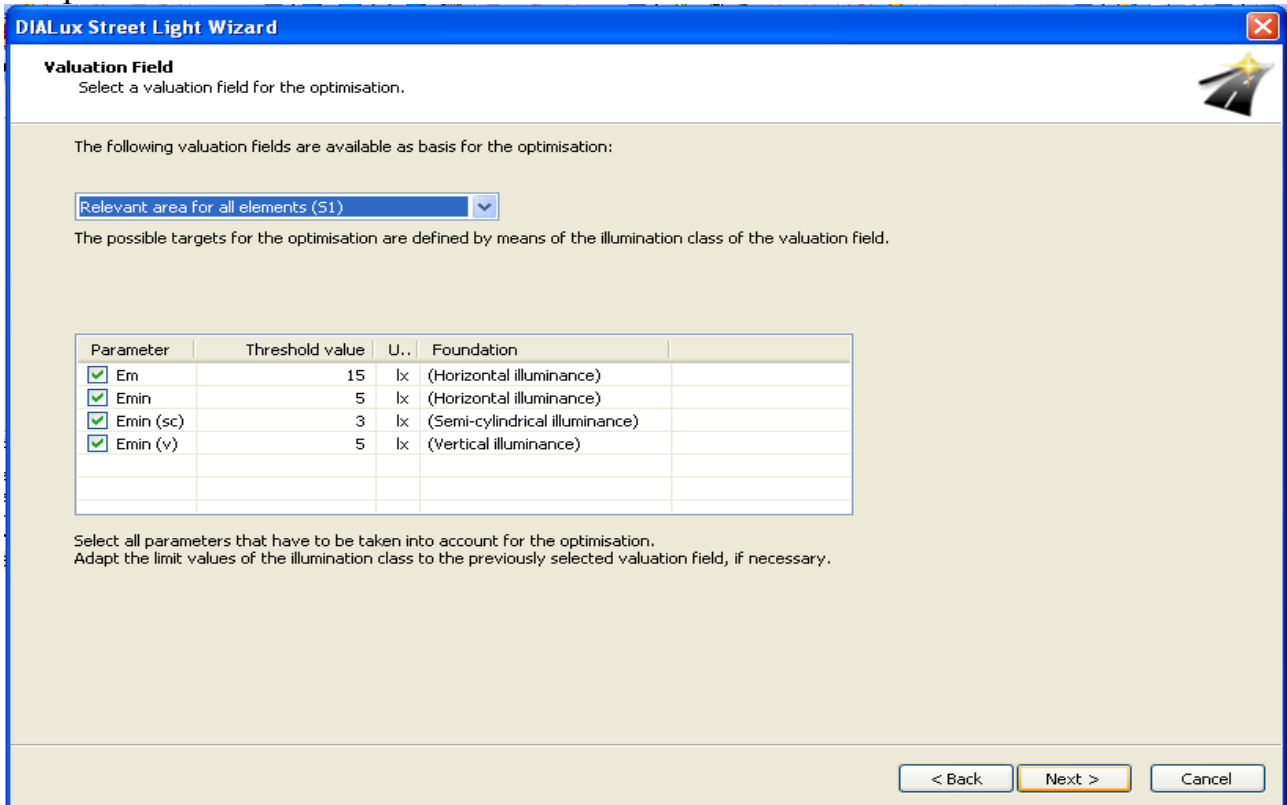 DIALux Street Light Wizard
Valuation Field
Select a valuation field for the optimisation.
The following valuation fields are available as basis for the optimisation:
Relevant area for all elements (S1)
The possible targets for the optimisation are defined by means of the illumination class of the valuation field.
Parameter Threshold value U.. Foundation
Em 15 lx (Horizontal illuminance)
Emin 5 lx (Horizontal illuminance)
Emin (sc) 3 lx (Semi-cylindrical illuminance)
Emin (v) 5 lx (Vertical illuminance)
Select all parameters that have to be taken into account for the optimisation.
Adapt the limit values of the illumination class to the previously selected valuation field, if necessary.
< Back Next > Cancel